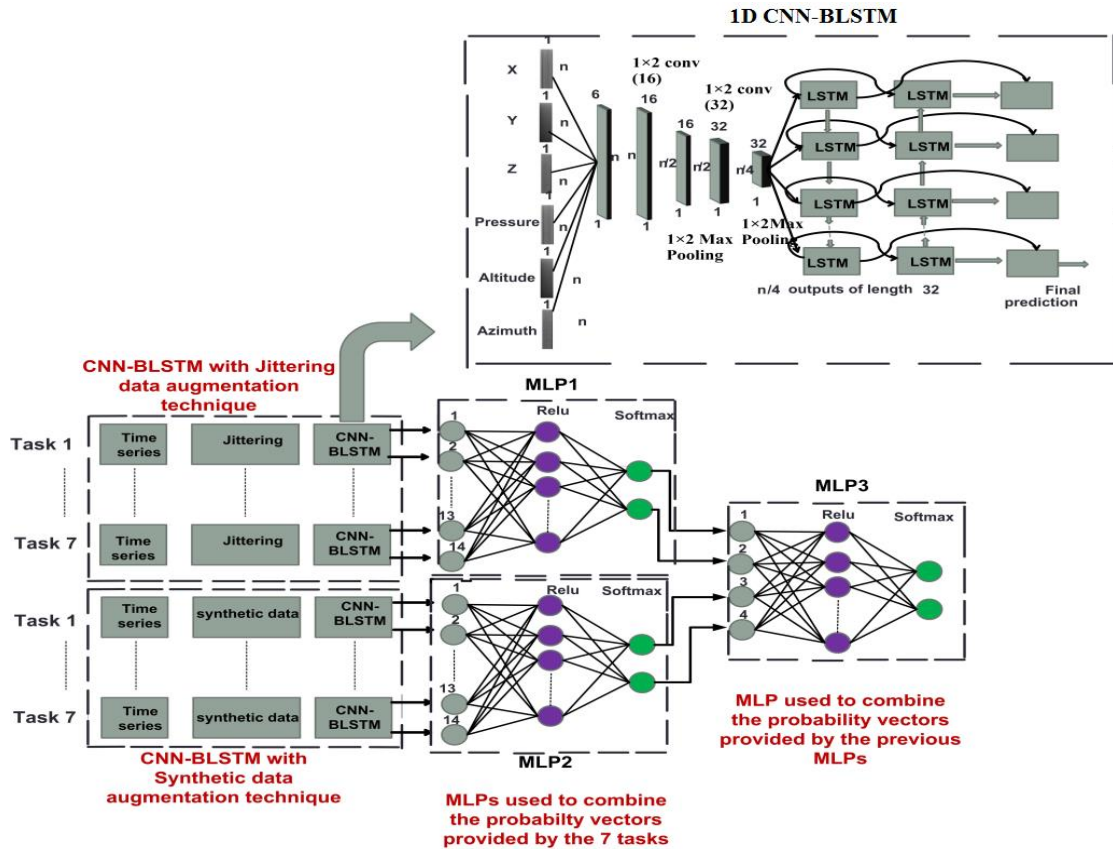 1D CNN-BLSTM
X
1
n
Y
1
n
Z
1
n
Pressure
1
n
Altitude
1
n
Azimuth
1
n
6
n
1
1×2 conv
(16)
16
n
1
16
n/2
1
1×2 Max
Pooling
1×2 conv
(32)
32
n/2
1
32
n/4
1
1×2Max
Pooling
LSTM LSTM
LSTM LSTM
LSTM LSTM
LSTM LSTM
n/4 outputs of length 32
Final
prediction
CNN-BLSTM with Jittering
data augmentation
technique
Task 1
Time
series
Jittering
CNN-
BLSTM
Task 7
Time
series
Jittering
CNN-
BLSTM
MLP1
Relu
Softmax
1
2
13
14
Task 1
Time
series
synthetic data
CNN-
BLSTM
Task 7
Time
series
synthetic data
CNN-
BLSTM
CNN-BLSTM with
Synthetic data
augmentation technique
Relu
Softmax
1
2
13
14
MLP2
MLPs used to combine
the probabilty vectors
provided by the 7 tasks
MLP3
Relu
Softmax
1
2
3
4
MLP used to combine
the probability vectors
provided by the previous
MLPs